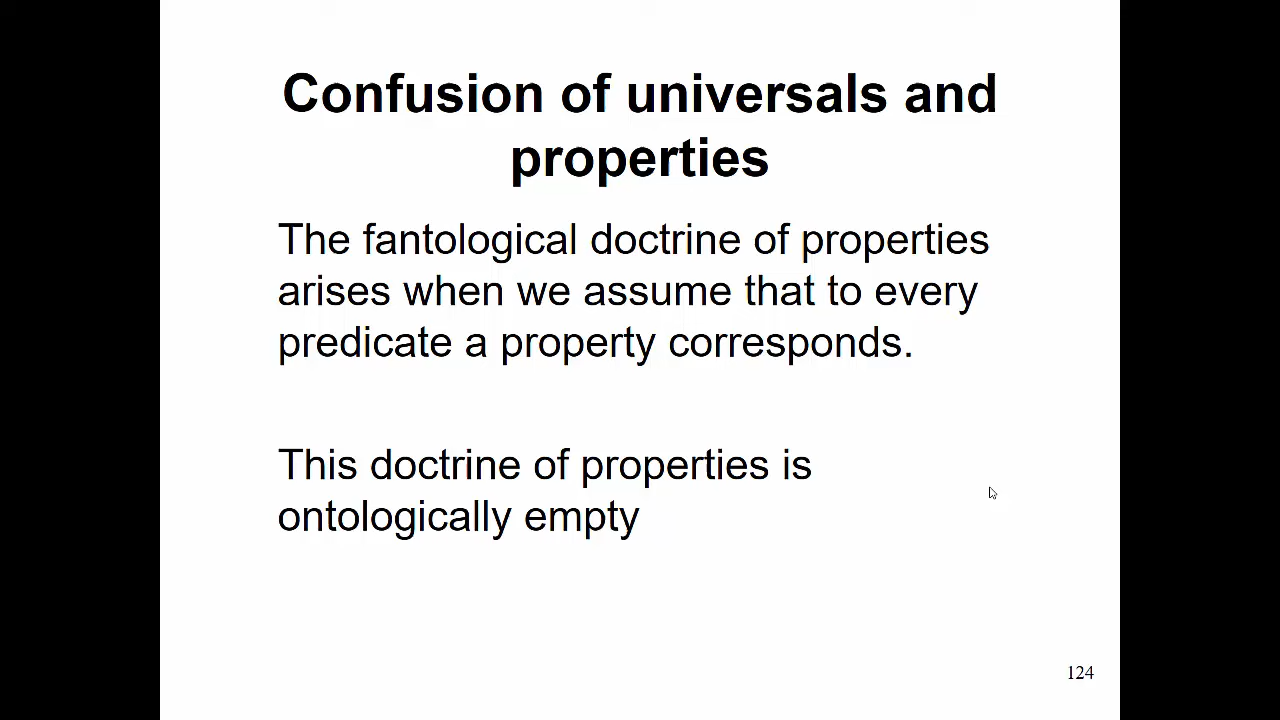 Confusion of universals and
properties
The fantological doctrine of properties
arises when we assume that to every
predicate a property corresponds.
This doctrine of properties is
ontologically empty
124